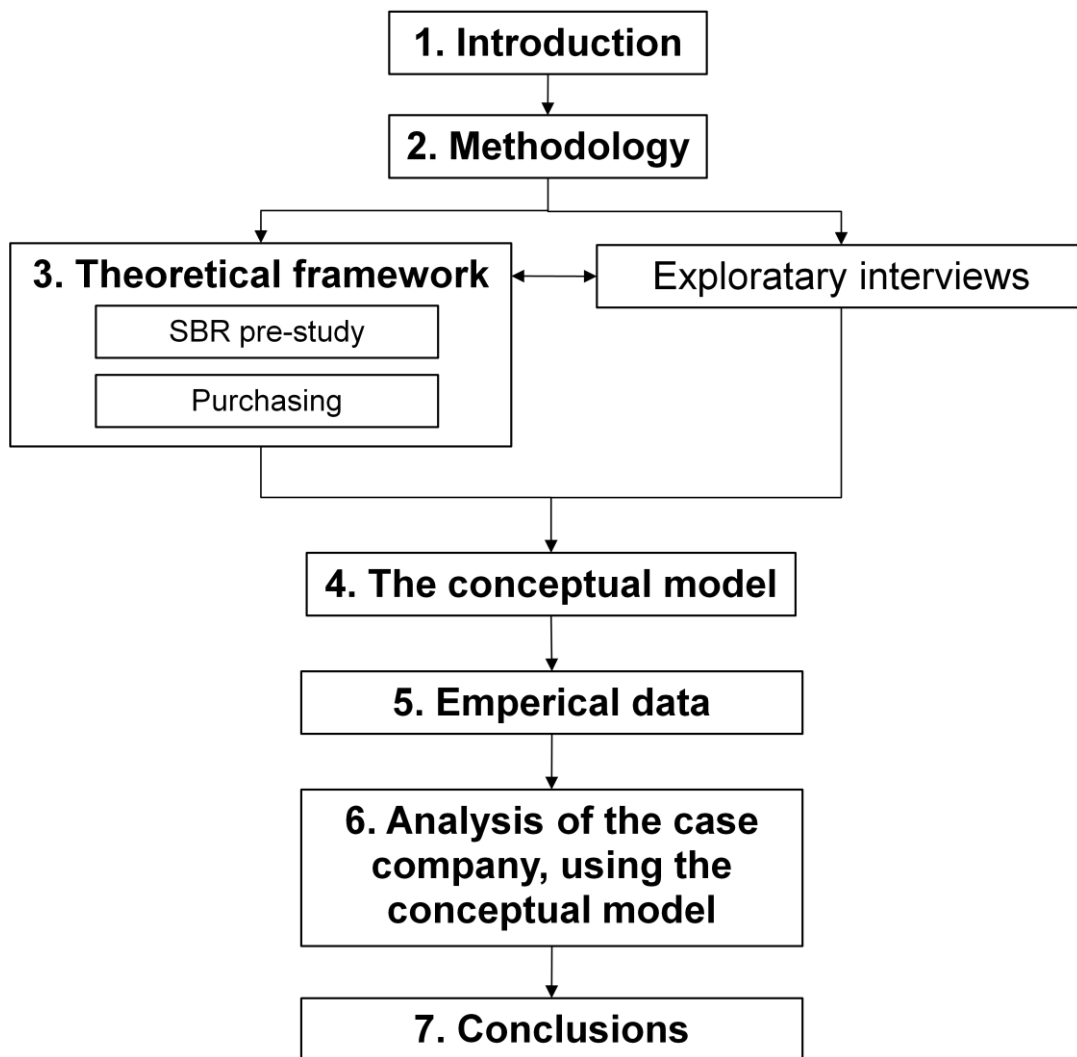 1. Introduction
2. Methodology
3. Theoretical framework
SBR pre-study
Purchasing
Exploratary interviews
4. The conceptual model
5. Emperical data
6. Analysis of the case
company, using the
conceptual model
7. Conclusions